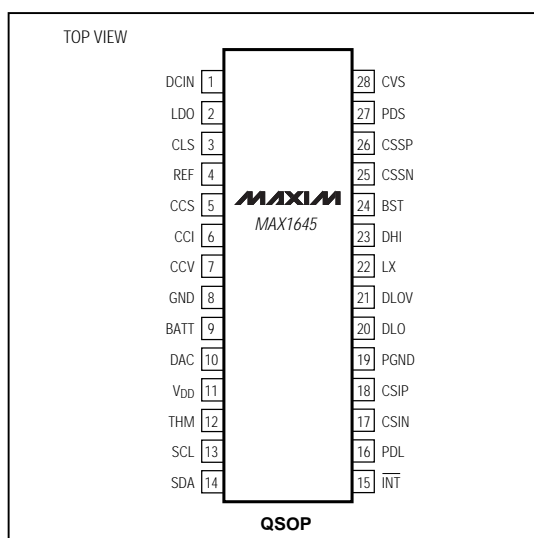 TOP VIEW
DCIN 1 28 CVS
LDO 2 27 PDS
CLS 3 26 CSSP
REF 4 25 CSSN
CCS 5 MAXIM 24 BST
CCI 6 MAX1645 23 DHI
CCV 7 22 LX
GND 8 21 DLOV
BATT 9 20 DLO
DAC 10 19 PGND
VDD 11 18 CSIP
THM 12 17 CSIN
SCL 13 16 PDL
SDA 14 15 INT
QSOP